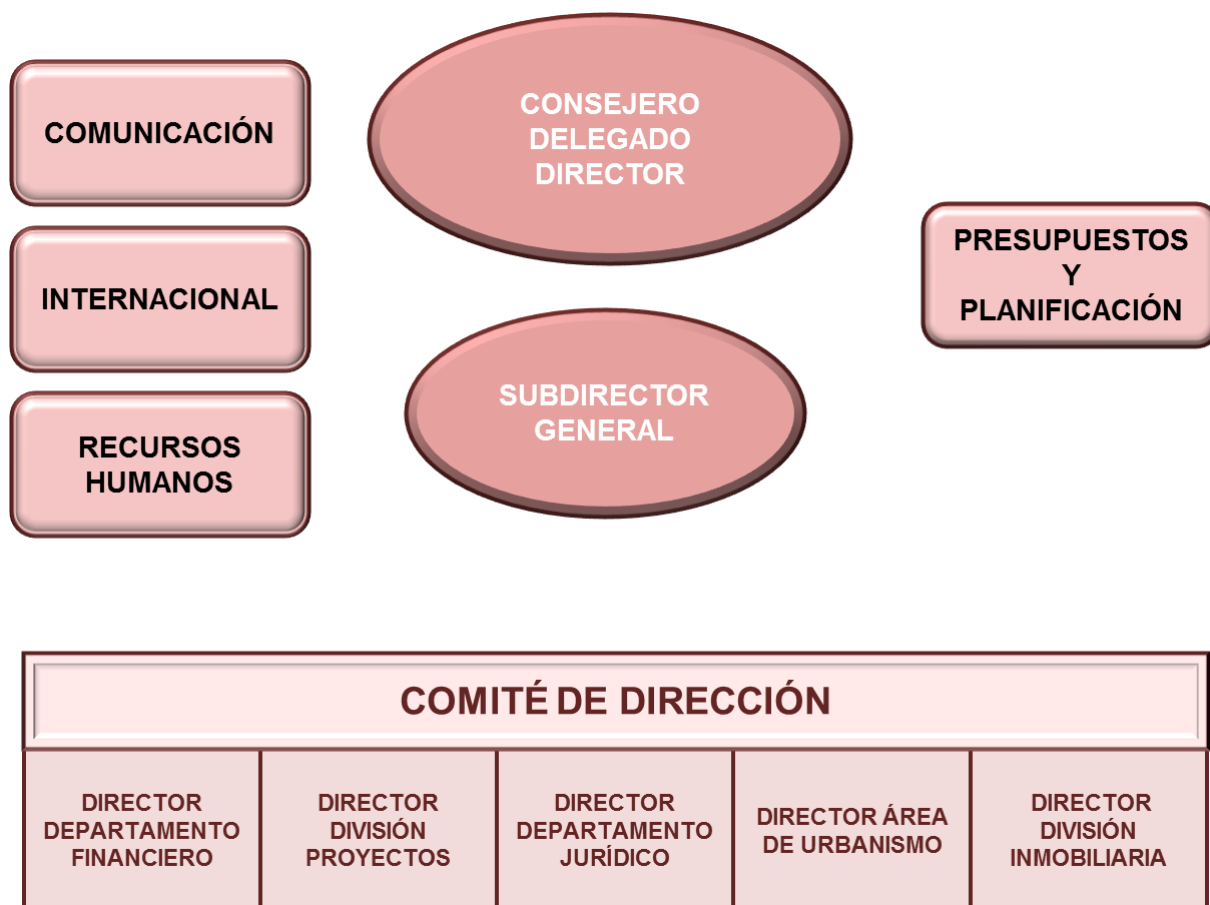 COMUNICACIÓN
CONSEJERO
DELEGADO
DIRECTOR
INTERNACIONAL
PRESUPUESTOS
Y
PLANIFICACIÓN
RECURSOS
HUMANOS
SUBDIRECTOR
GENERAL
COMITÉ DE DIRECCIÓN
DIRECTOR
DEPARTAMENTO
FINANCIERO
DIRECTOR
DIVISIÓN
PROYECTOS
DIRECTOR
DEPARTAMENTO
JURÍDICO
DIRECTOR ÁREA
DE URBANISMO
DIRECTOR
DIVISIÓN
INMOBILIARIA